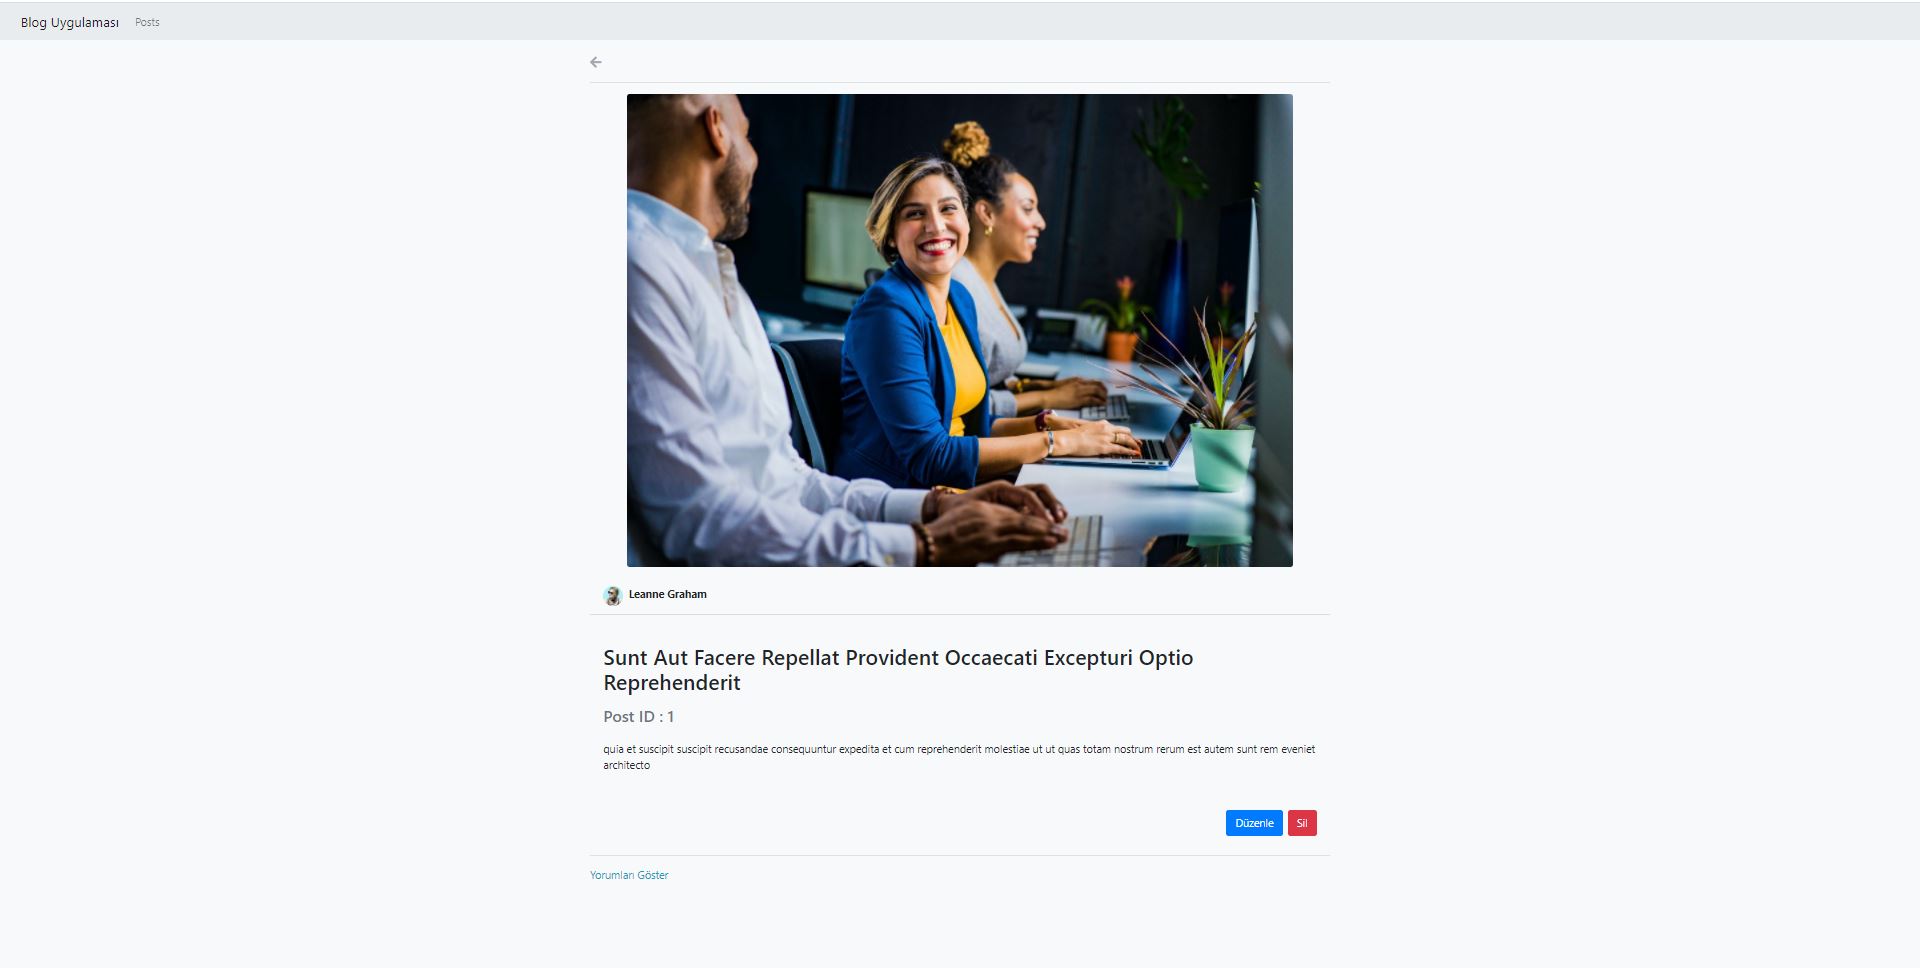 Blog Uygulaması Posts
Leanne Graham
Sunt Aut Facere Repellat Provident Occaecati Excepturi Optio
Reprehenderit
Post ID : 1
quia et suscipit suscipit recusandae consequuntur expedita et cum reprehenderit molestiae ut ut quas totam nostrum rerum est autem sunt rem eveniet
architecto
Düzenle Sil
Yorumları Göster